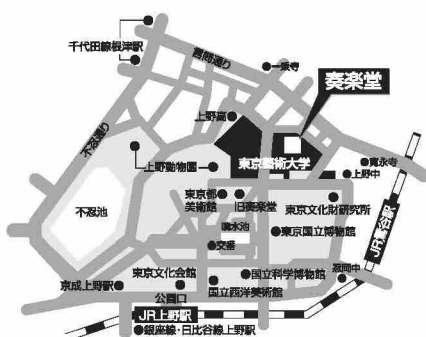 千代田線根津駅
言問通り
一乗寺
奏楽堂
不忍通り
上野高
東京藝術大学
寛永寺
上野中
上野動物園
東京都
美術館
旧奏楽堂
東京文化財研究所
不忍池
噴水池
東京国立博物館
JR鶯谷駅
交番
忍岡中
東京文化会館
国立科学博物館
京成上野駅
公園口
国立西洋美術館
JR上野駅
銀座線・日比谷線上野駅